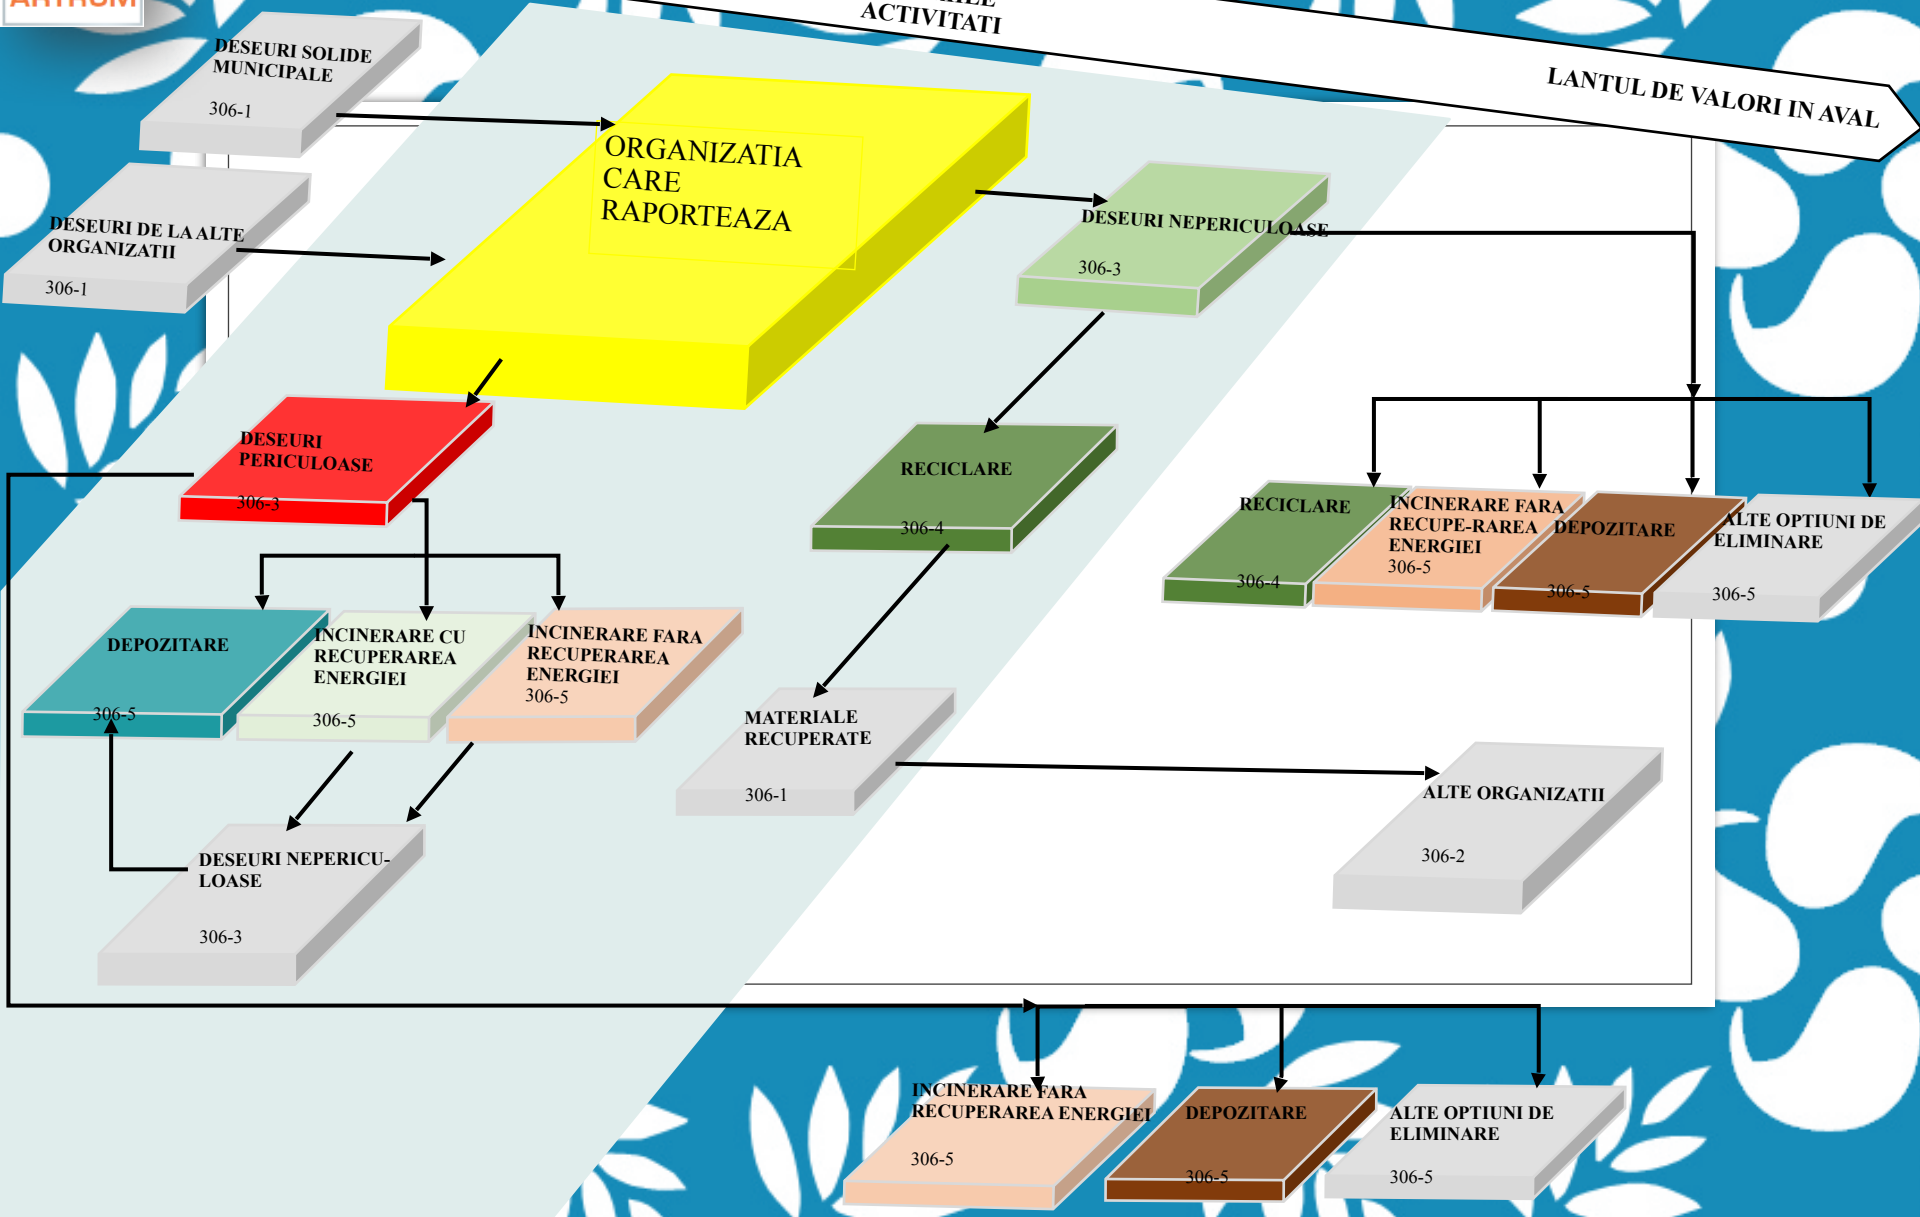 ACTIVITATI
LANTUL DE VALORI IN AVAL
DESEURI SOLIDE
MUNICIPALE
306-1
DESEURI DE LA ALTE
ORGANIZATII
306-1
ORGANIZATIA
CARE
RAPORTEAZA
DESEURI NEPERICULOASE
306-3
DESEURI
PERICULOASE
306-3
RECICLARE
306-4
RECICLARE
306-4
INCINERARE FARA
RECUPE-RAREA
ENERGIEI
306-5
DEPOZITARE
306-5
ALTE OPTIUNI DE
ELIMINARE
306-5
DEPOZITARE
306-5
INCINERARE CU
RECUPERAREA
ENERGIEI
306-5
INCINERARE FARA
RECUPERAREA
ENERGIEI
306-5
MATERIALE
RECUPERATE
306-1
ALTE ORGANIZATII
306-2
DESEURI NEPERICU-
LOASE
306-3
INCINERARE FARA
RECUPERAREA ENERGIEI
306-5
DEPOZITARE
306-5
ALTE OPTIUNI DE
ELIMINARE
306-5